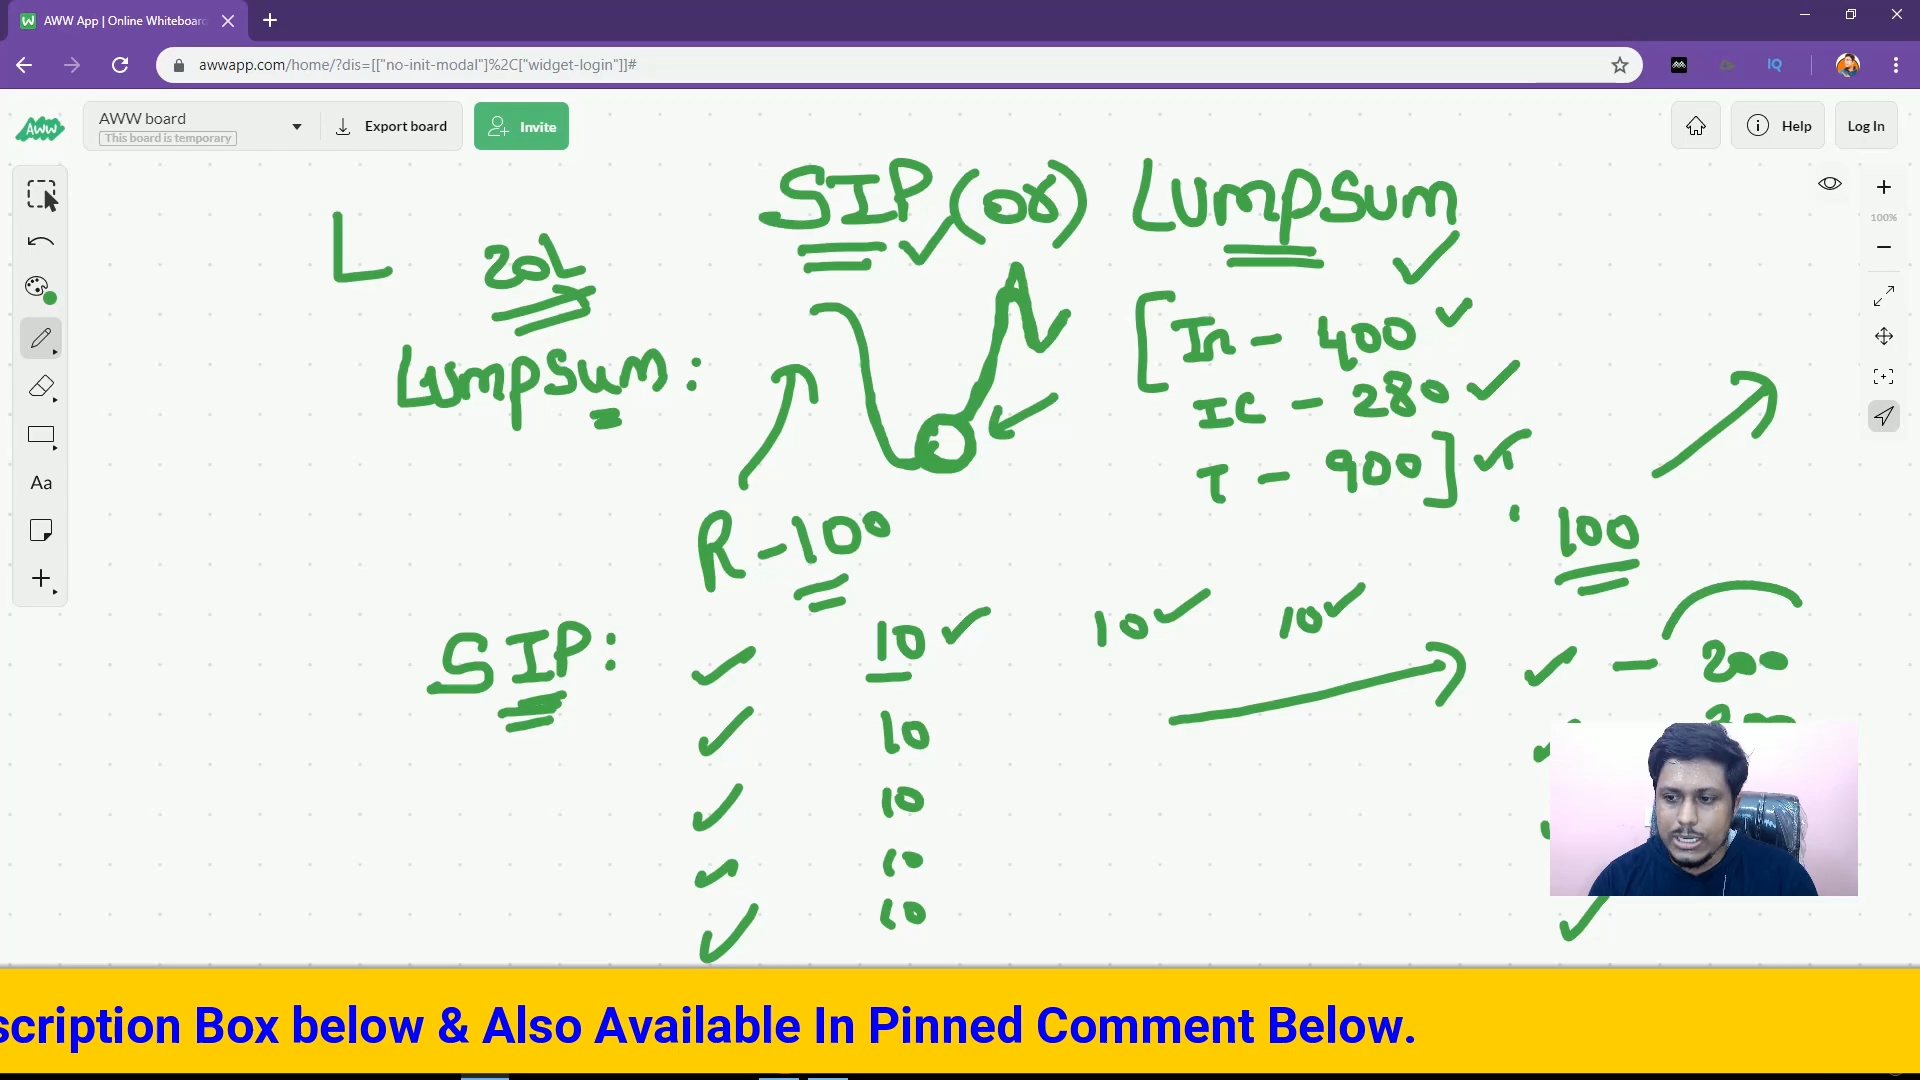 AWW App | Online Whiteboar
awwapp.com/home/?dis=[["no-init-modal"]%2C["widget-login"]]#
IQ
AWW
AWW board
This board is temporary
Export board
Invite
Help
Log In
100%
Aa
SIP (or) Lumpsum
L 20L
Lumpsum:
In - 400
IC - 280
T - 900
R - 100
100
SIP:
10 10 10
10
10
10
10
200
scription Box below & Also Available In Pinned Comment Below.